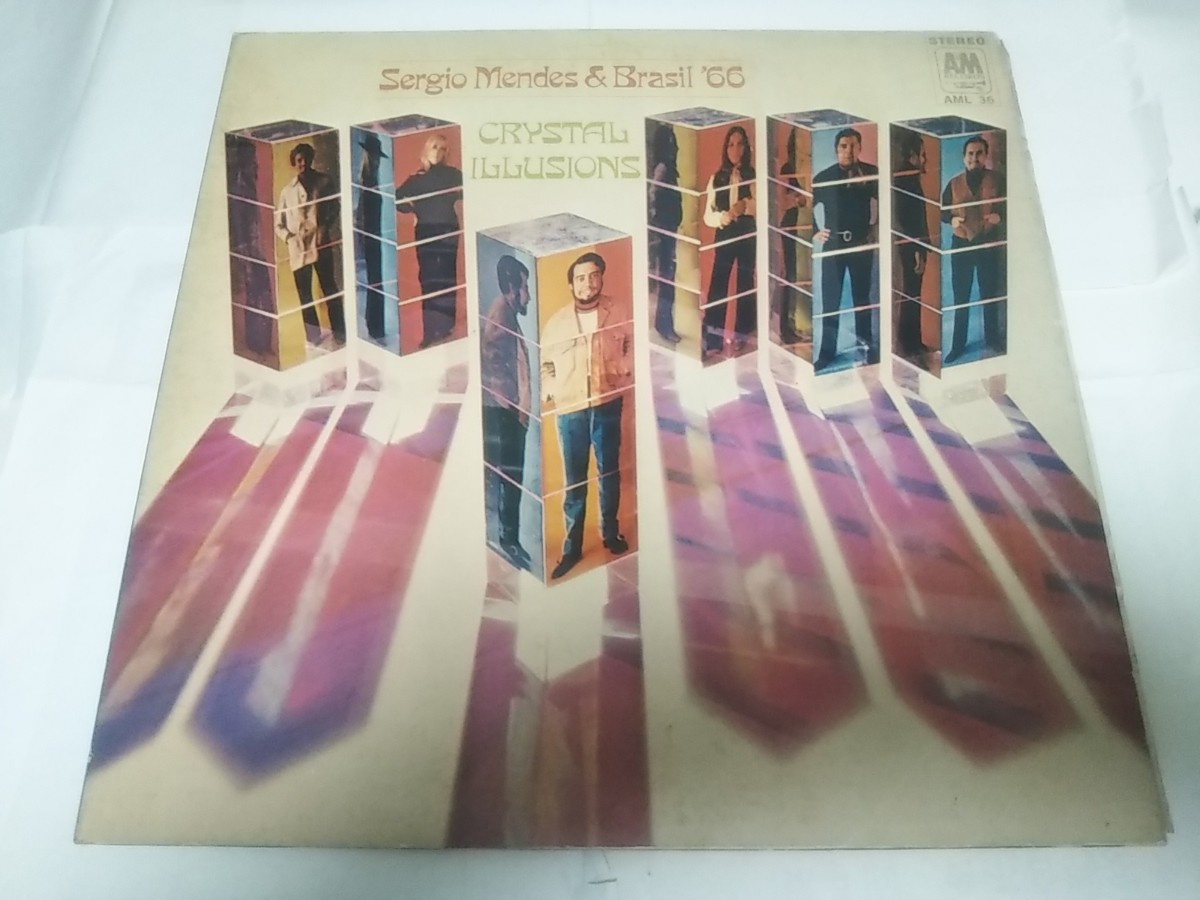 STEREO
Sergio Mendes & Brasil '66
A&M
AML 36
CRYSTAL
ILLUSIONS